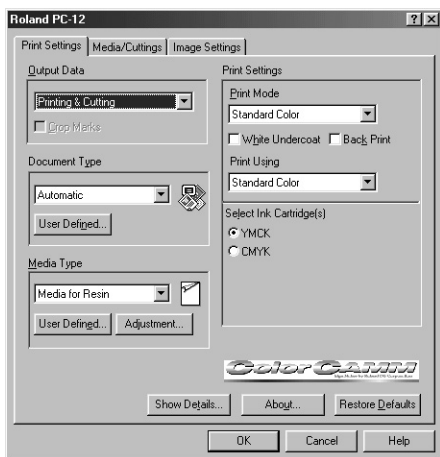 Roland PC-12
Print Settings Media/Cuttings Image Settings
Output Data
Printing & Cutting
Crop Marks
Document Type
Automatic
User Defined...
Media Type
Media for Resin
User Defined... Adjustment...
Print Settings
Print Mode
Standard Color
White Undercoat Back Print
Print Using
Standard Color
Select Ink Cartridge(s)
YMCK
CMYK
Color CAMM
Show Details... About... Restore Defaults
OK Cancel Help